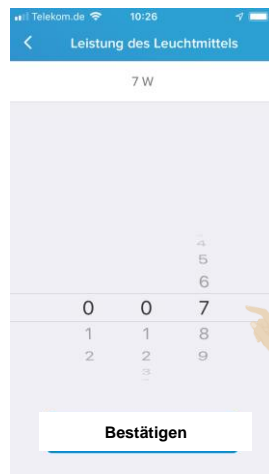 Telekom.de 10:26
Leistung des Leuchtmittels
7 W
4
5
6
0 0 7
1 1 8
2 2 9
3
Bestätigen